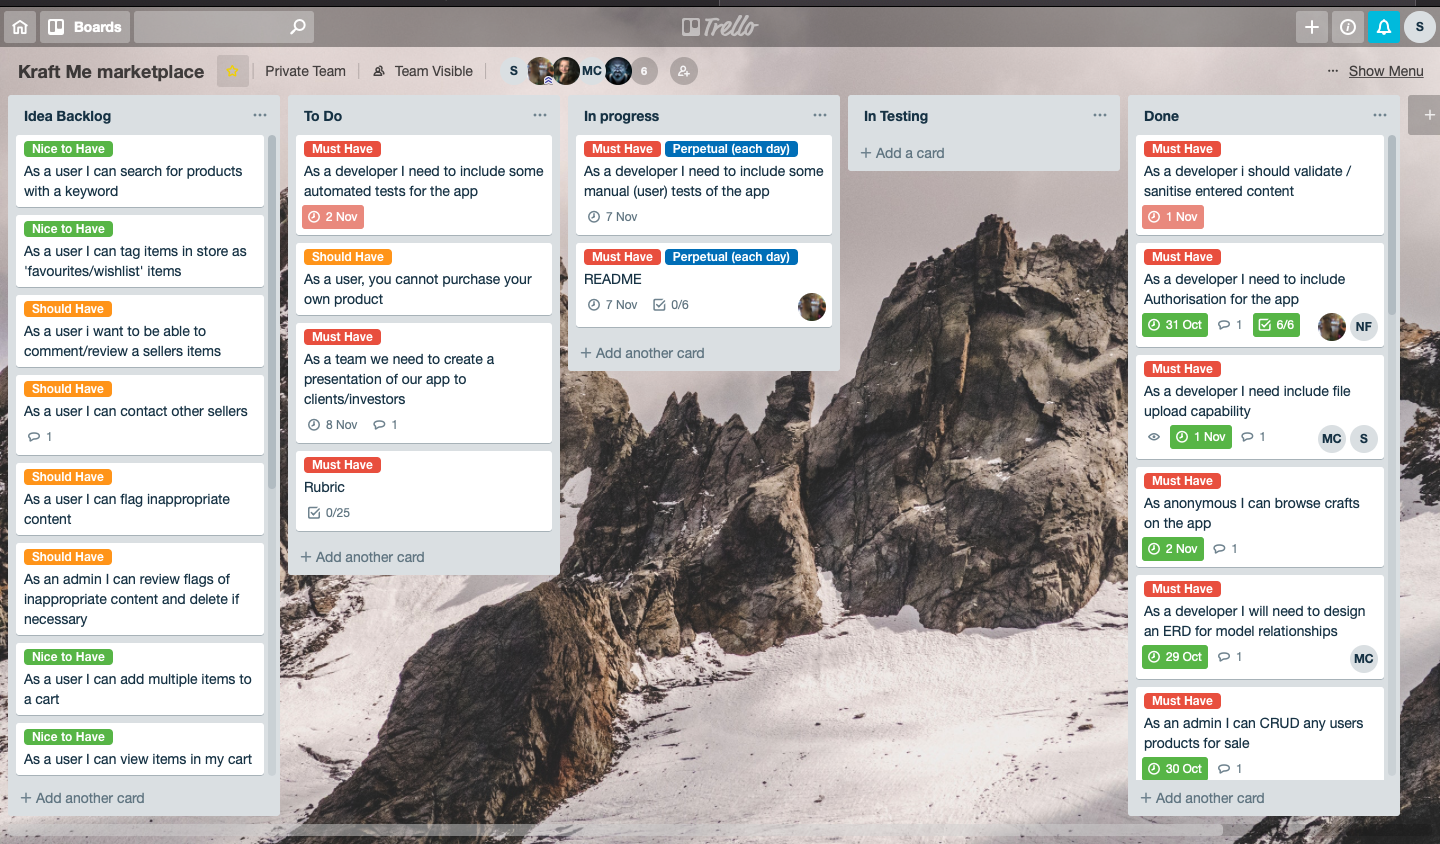 Boards
Trello
S
Kraft Me marketplace
Private Team
Team Visible
S
MC
6
Show Menu
Idea Backlog
Nice to Have
As a user I can search for products
with a keyword
Nice to Have
As a user I can tag items in store as
'favourites/wishlist' items
Should Have
As a user i want to be able to
comment/review a sellers items
Should Have
As a user I can contact other sellers
1
Should Have
As a user I can flag inappropriate
content
Should Have
As an admin I can review flags of
inappropriate content and delete if
necessary
Nice to Have
As a user I can add multiple items to
a cart
Nice to Have
As a user I can view items in my cart
+ Add another card
To Do
Must Have
As a developer I need to include some
automated tests for the app
2 Nov
Should Have
As a user, you cannot purchase your
own product
Must Have
As a team we need to create a
presentation of our app to
clients/investors
8 Nov 1
Must Have
Rubric
0/25
+ Add another card
In progress
Must Have Perpetual (each day)
As a developer I need to include some
manual (user) tests of the app
7 Nov
Must Have Perpetual (each day)
README
7 Nov 0/6
+ Add another card
In Testing
+ Add a card
Done
Must Have
As a developer i should validate /
sanitise entered content
1 Nov
Must Have
As a developer I need to include
Authorisation for the app
31 Oct 1 6/6 NF
Must Have
As a developer I need include file
upload capability
1 Nov 1 MC S
Must Have
As anonymous I can browse crafts
on the app
2 Nov 1
Must Have
As a developer I will need to design
an ERD for model relationships
29 Oct 1 MC
Must Have
As an admin I can CRUD any users
products for sale
30 Oct 1
+ Add another card